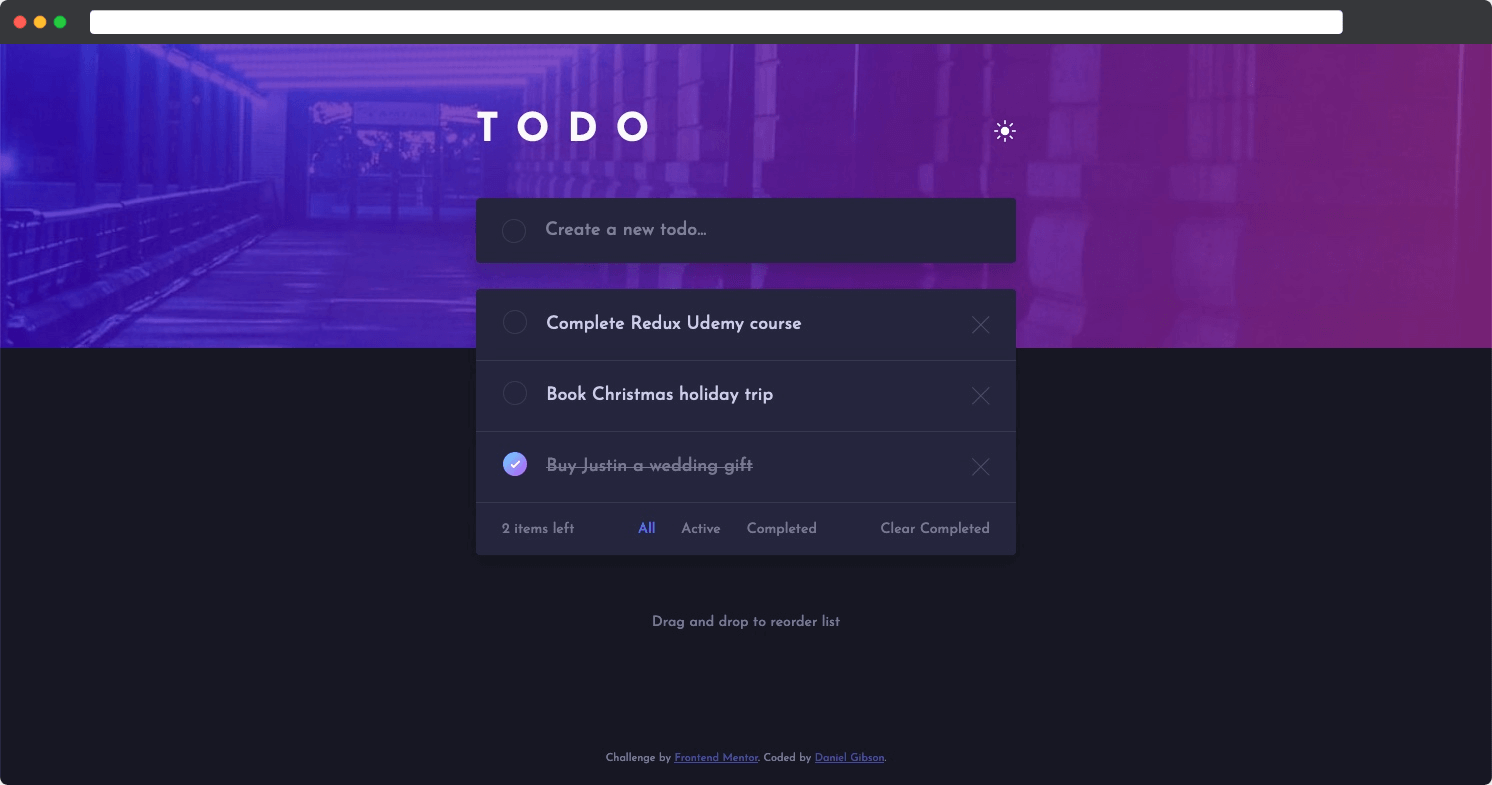 TODO
Create a new todo...
Complete Redux Udemy course
Book Christmas holiday trip
Buy Justin a wedding gift
2 items left All Active Completed Clear Completed
Drag and drop to reorder list
Challenge by Frontend Mentor. Coded by Daniel Gibson.